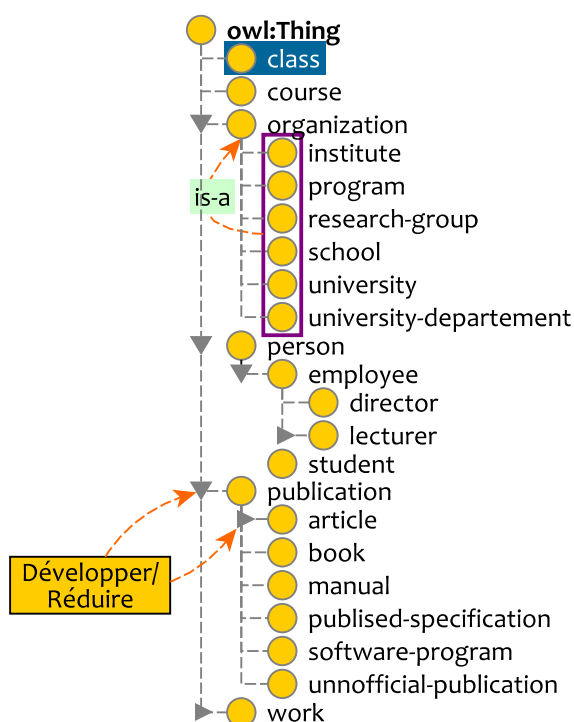 owl:Thing
class
course
organization
institute
program
is-a
research-group
school
university
university-departement
person
employee
director
lecturer
student
publication
article
book
Développer/
Réduire
manual
publised-specification
software-program
unnofficial-publication
work